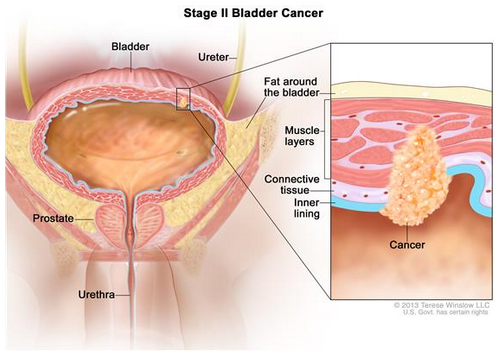 Stage II Bladder Cancer
Bladder
Ureter
Fat around
the bladder
Muscle
layers
Connective
tissue
Inner
lining
Prostate
Cancer
Urethra
© 2013 Terese Winslow LLC
U.S. Govt. has certain rights